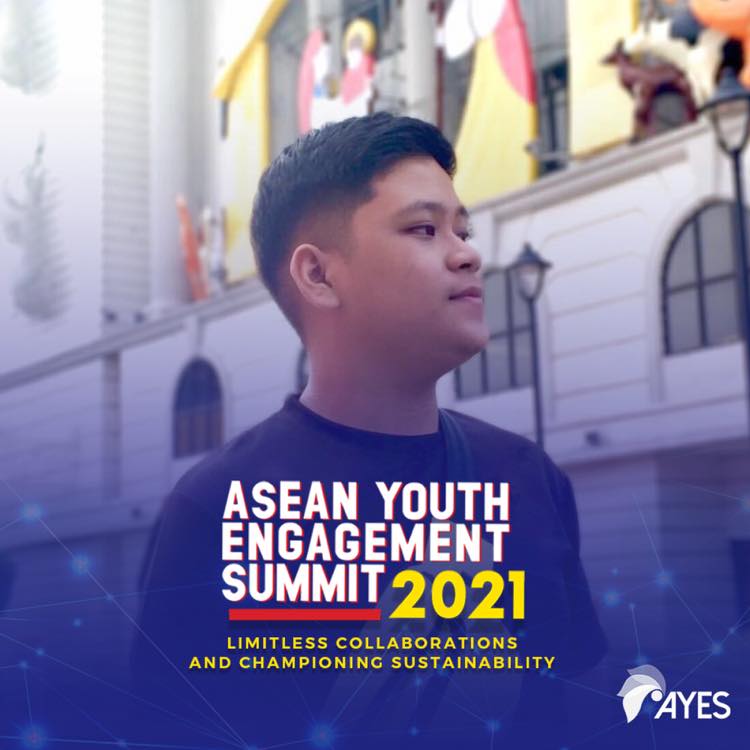 ASEAN YOUTH
ENGAGEMENT
SUMMIT 2021
LIMITLESS COLLABORATIONS
AND CHAMPIONING SUSTAINABILITY
AYES